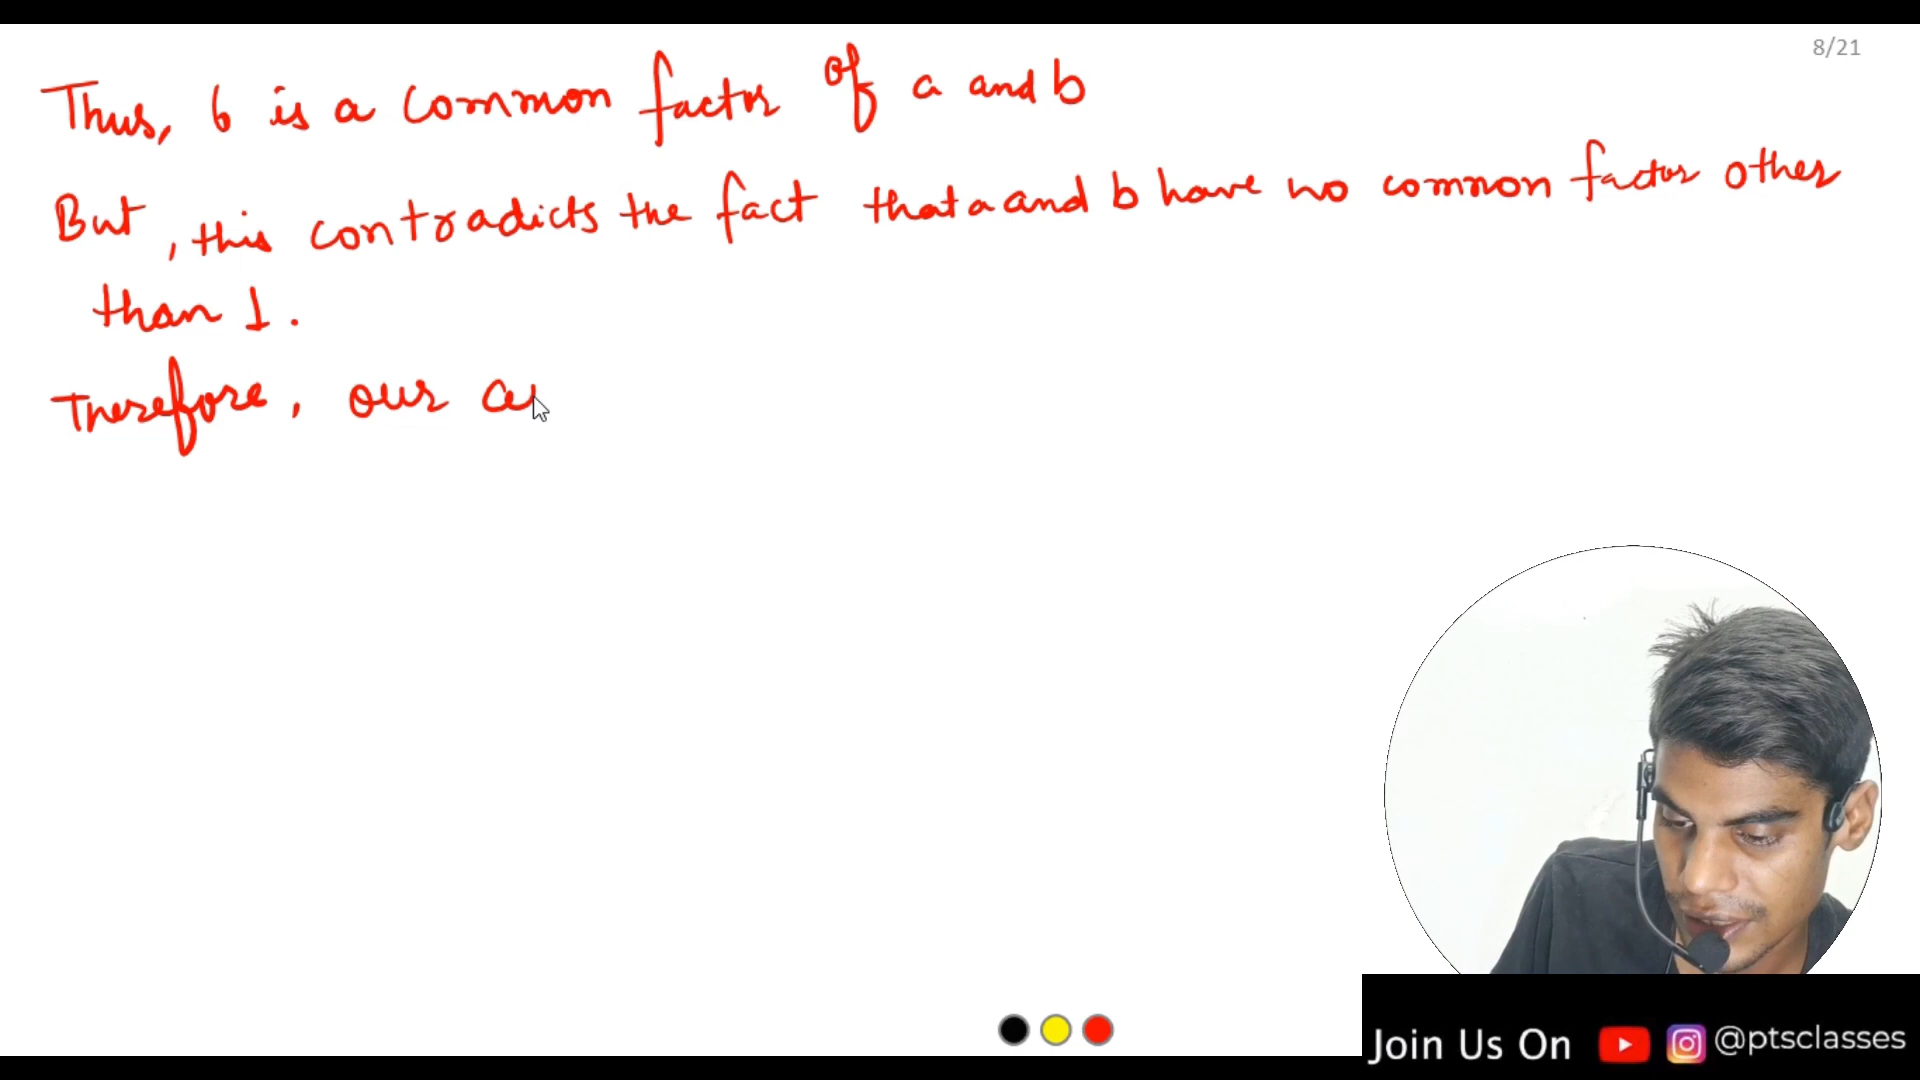 8/21
Thus, 6 is a common factor of a and b
But, this contradicts the fact that a and b have no common factor other
than 1.
Therefore, our
Join Us On @ptsclasses